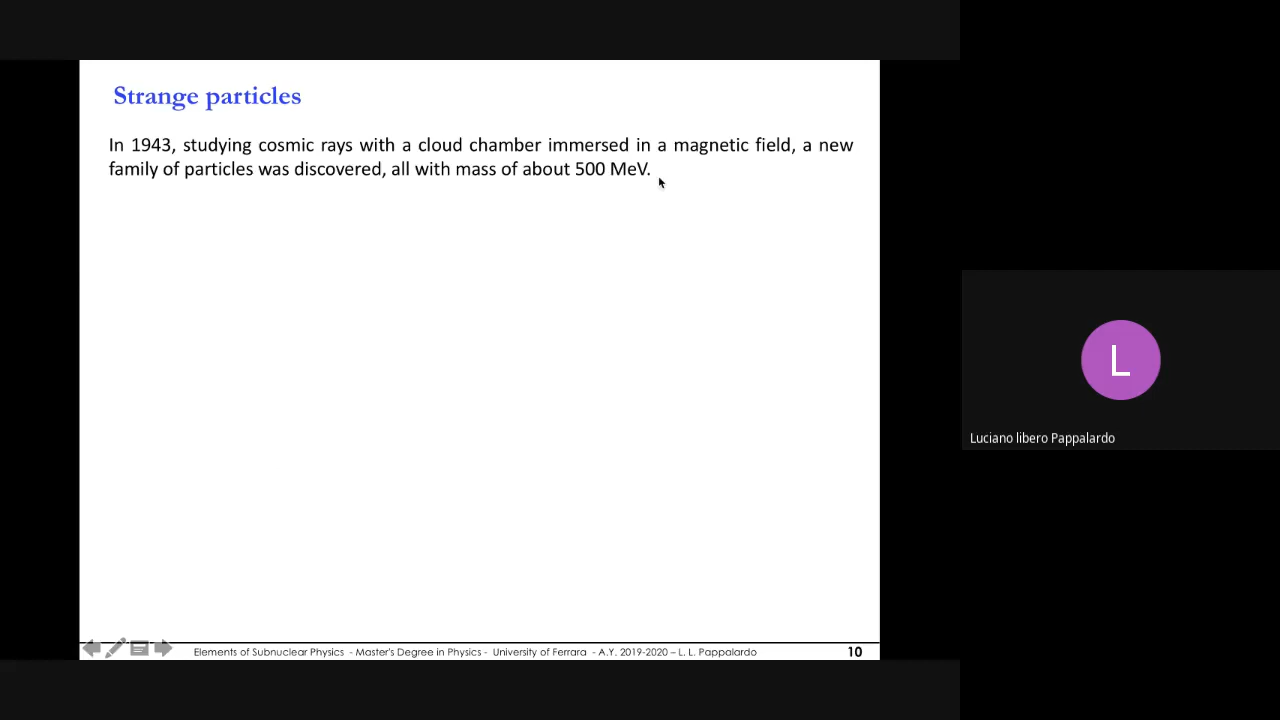 Strange particles
In 1943, studying cosmic rays with a cloud chamber immersed in a magnetic field, a new
family of particles was discovered, all with mass of about 500 MeV.
L
Luciano libero Pappalardo
Elements of Subnuclear Physics - Master's Degree in Physics - University of Ferrara - A.Y. 2019-2020 – L. L. Pappalardo 10